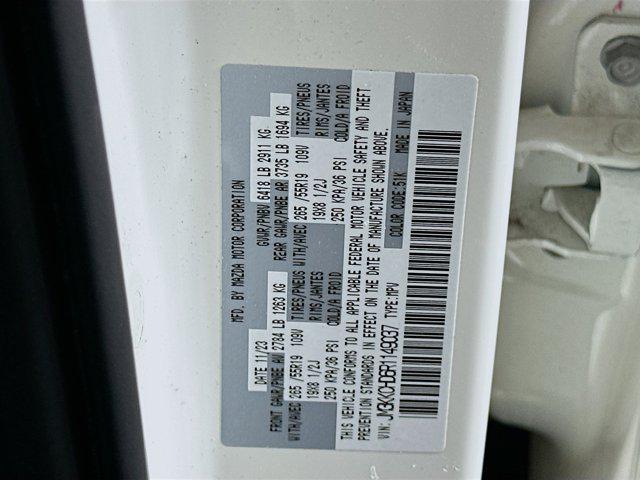 MFD. BY MAZDA MOTOR CORPORATION
DATE 11/23 GVWR/PNBV 6418 LB 2911 KG
FRONT GAWR/PNBE AV 2784 LB 1263 KG REAR GAWR/PNBE AR 3735 LB 1694 KG
WITH/AVEC 265 /55R19 109V TIRES/PNEUS WITH/AVEC 265 /55R19 109V TIRES/PNEUS
19X8 1/2J RIMS/JANTES 19X8 1/2J RIMS/JANTES
250 KPA/36 PSI COLD/A FROID 250 KPA/36 PSI COLD/A FROID
THIS VEHICLE CONFORMS TO ALL APPLICABLE FEDERAL MOTOR VEHICLE SAFETY AND THEFT
PREVENTION STANDARDS IN EFFECT ON THE DATE OF MANUFACTURE SHOWN ABOVE.
VIN: TYPE:MPV COLOR CODE:51K MADE IN JAPAN